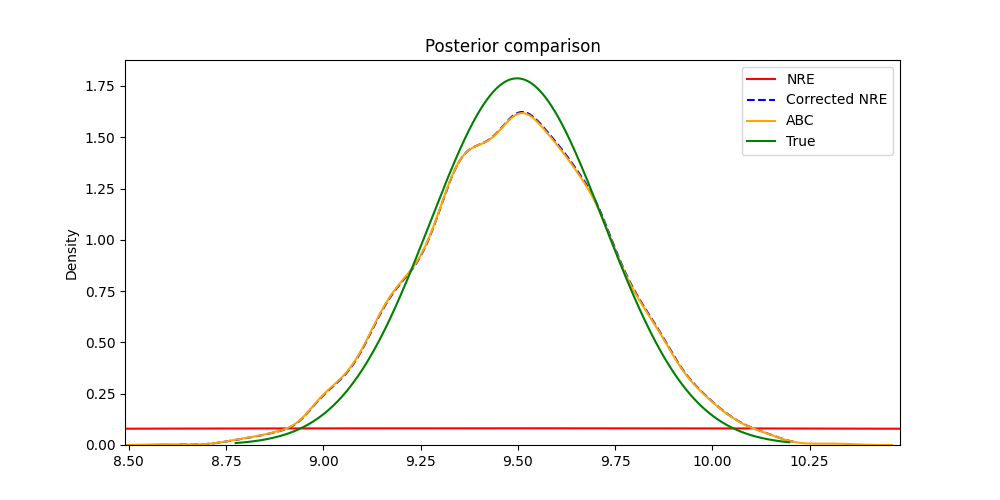 Posterior comparison
NRE
Corrected NRE
ABC
True
Density
1.75
1.50
1.25
1.00
0.75
0.50
0.25
0.00
8.50 8.75 9.00 9.25 9.50 9.75 10.00 10.25